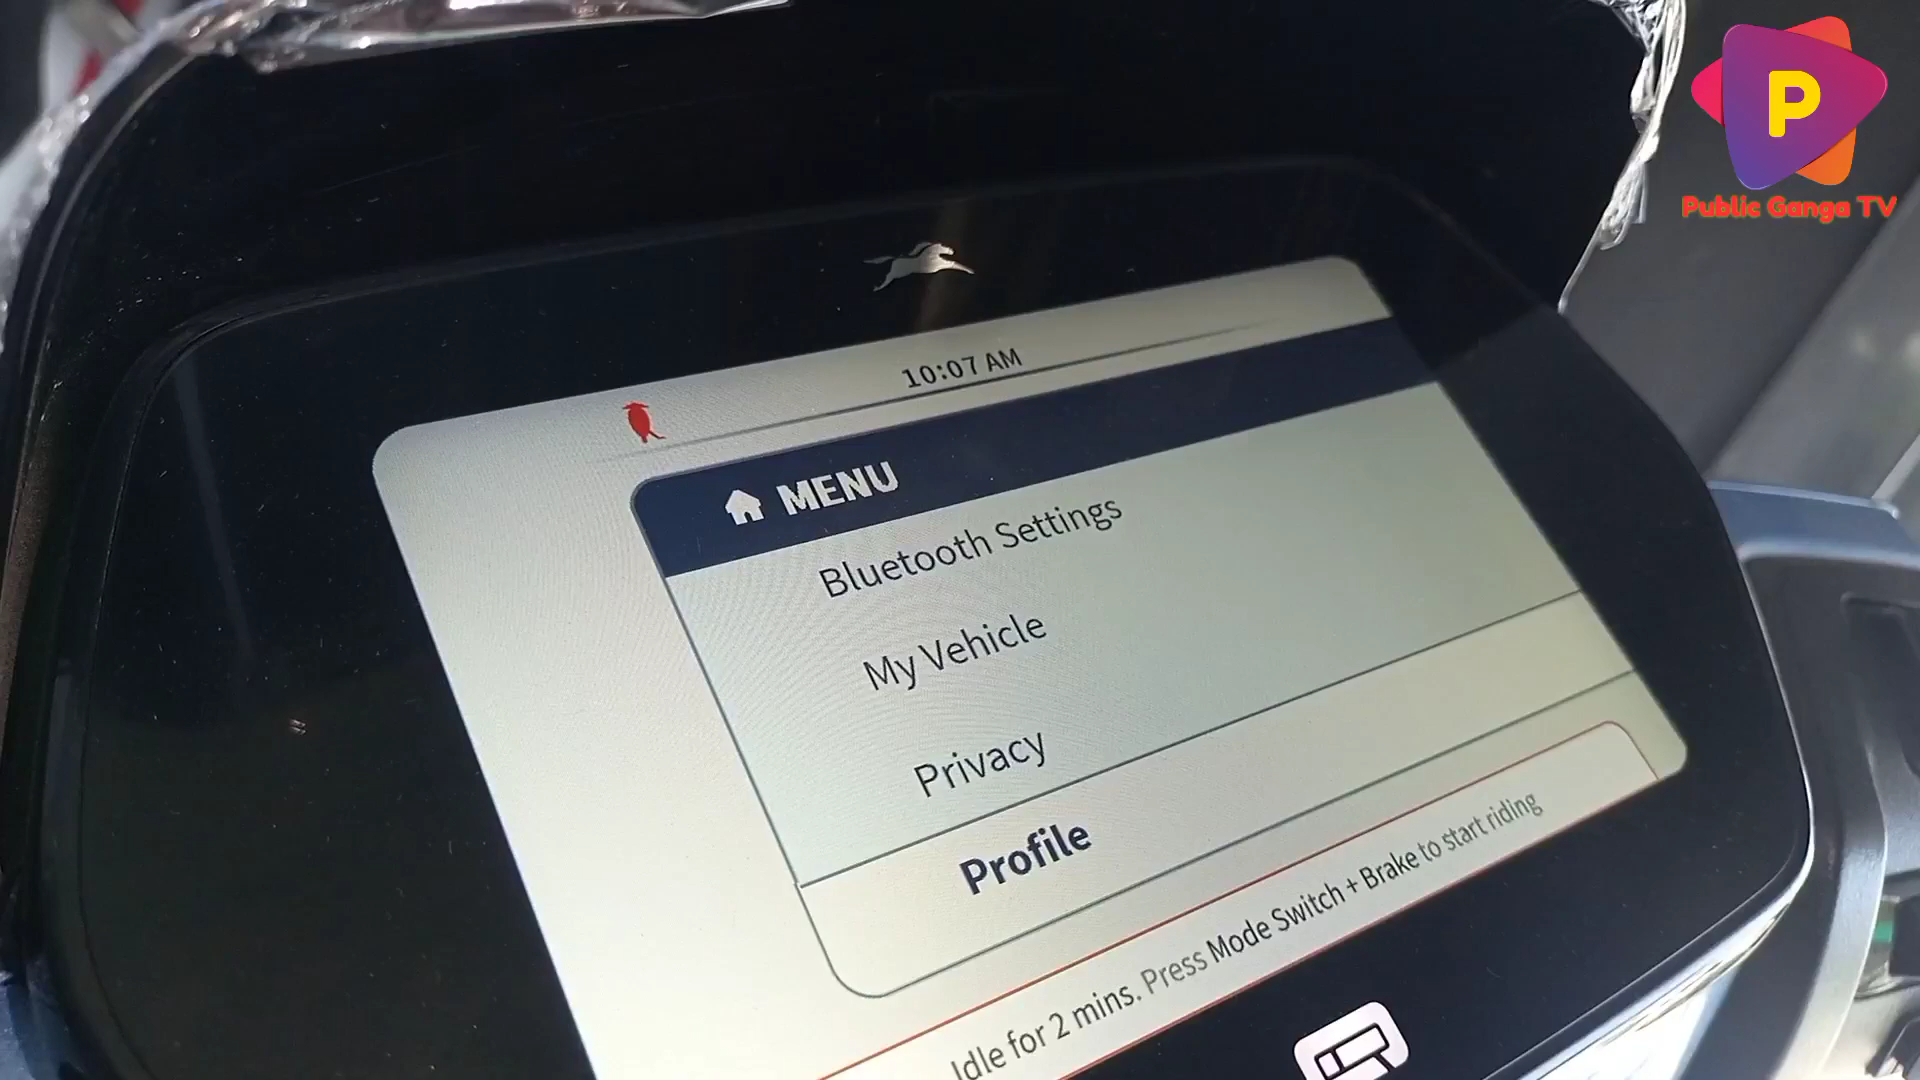 P
Public Ganga TV
10:07 AM
MENU
Bluetooth Settings
My Vehicle
Privacy
Profile
Idle for 2 mins. Press Mode Switch + Brake to start riding